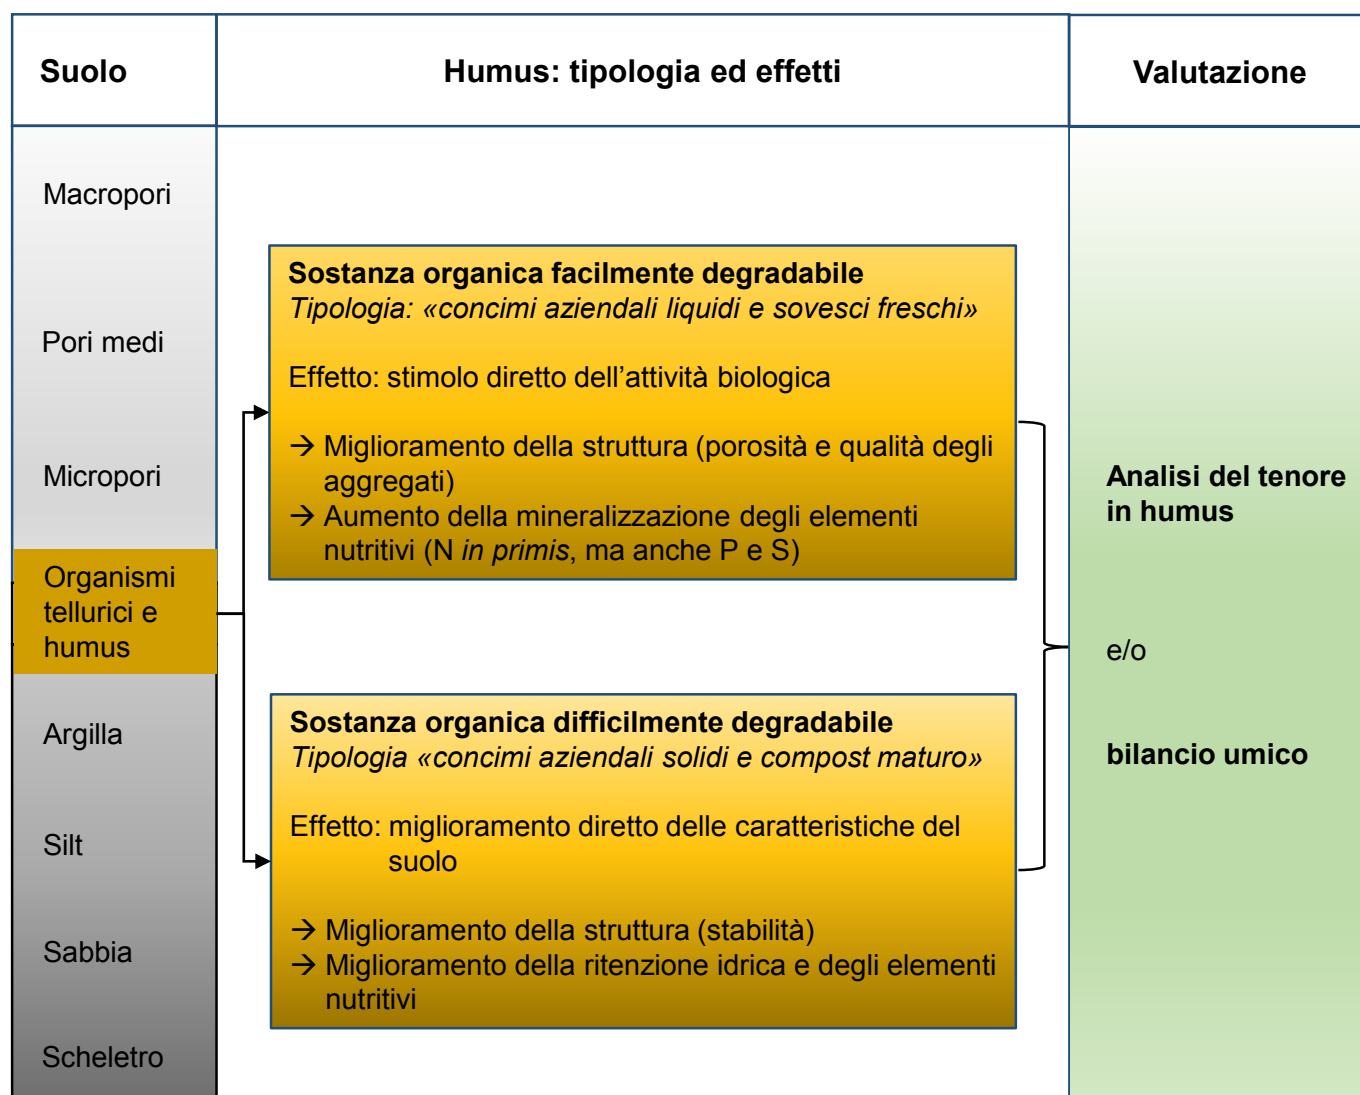 Suolo
Humus: tipologia ed effetti
Valutazione
Macropori
Pori medi
Micropori
Organismi
tellurici e
humus
Argilla
Silt
Sabbia
Scheletro
Sostanza organica facilmente degradabile
Tipologia: «concimi aziendali liquidi e sovesci freschi»
Effetto: stimolo diretto dell’attività biologica
→ Miglioramento della struttura (porosità e qualità degli
aggregati)
→ Aumento della mineralizzazione degli elementi
nutritivi (N in primis, ma anche P e S)
Sostanza organica difficilmente degradabile
Tipologia «concimi aziendali solidi e compost maturo»
Effetto: miglioramento diretto delle caratteristiche del
suolo
→ Miglioramento della struttura (stabilità)
→ Miglioramento della ritenzione idrica e degli elementi
nutritivi
Analisi del tenore
in humus
e/o
bilancio umico